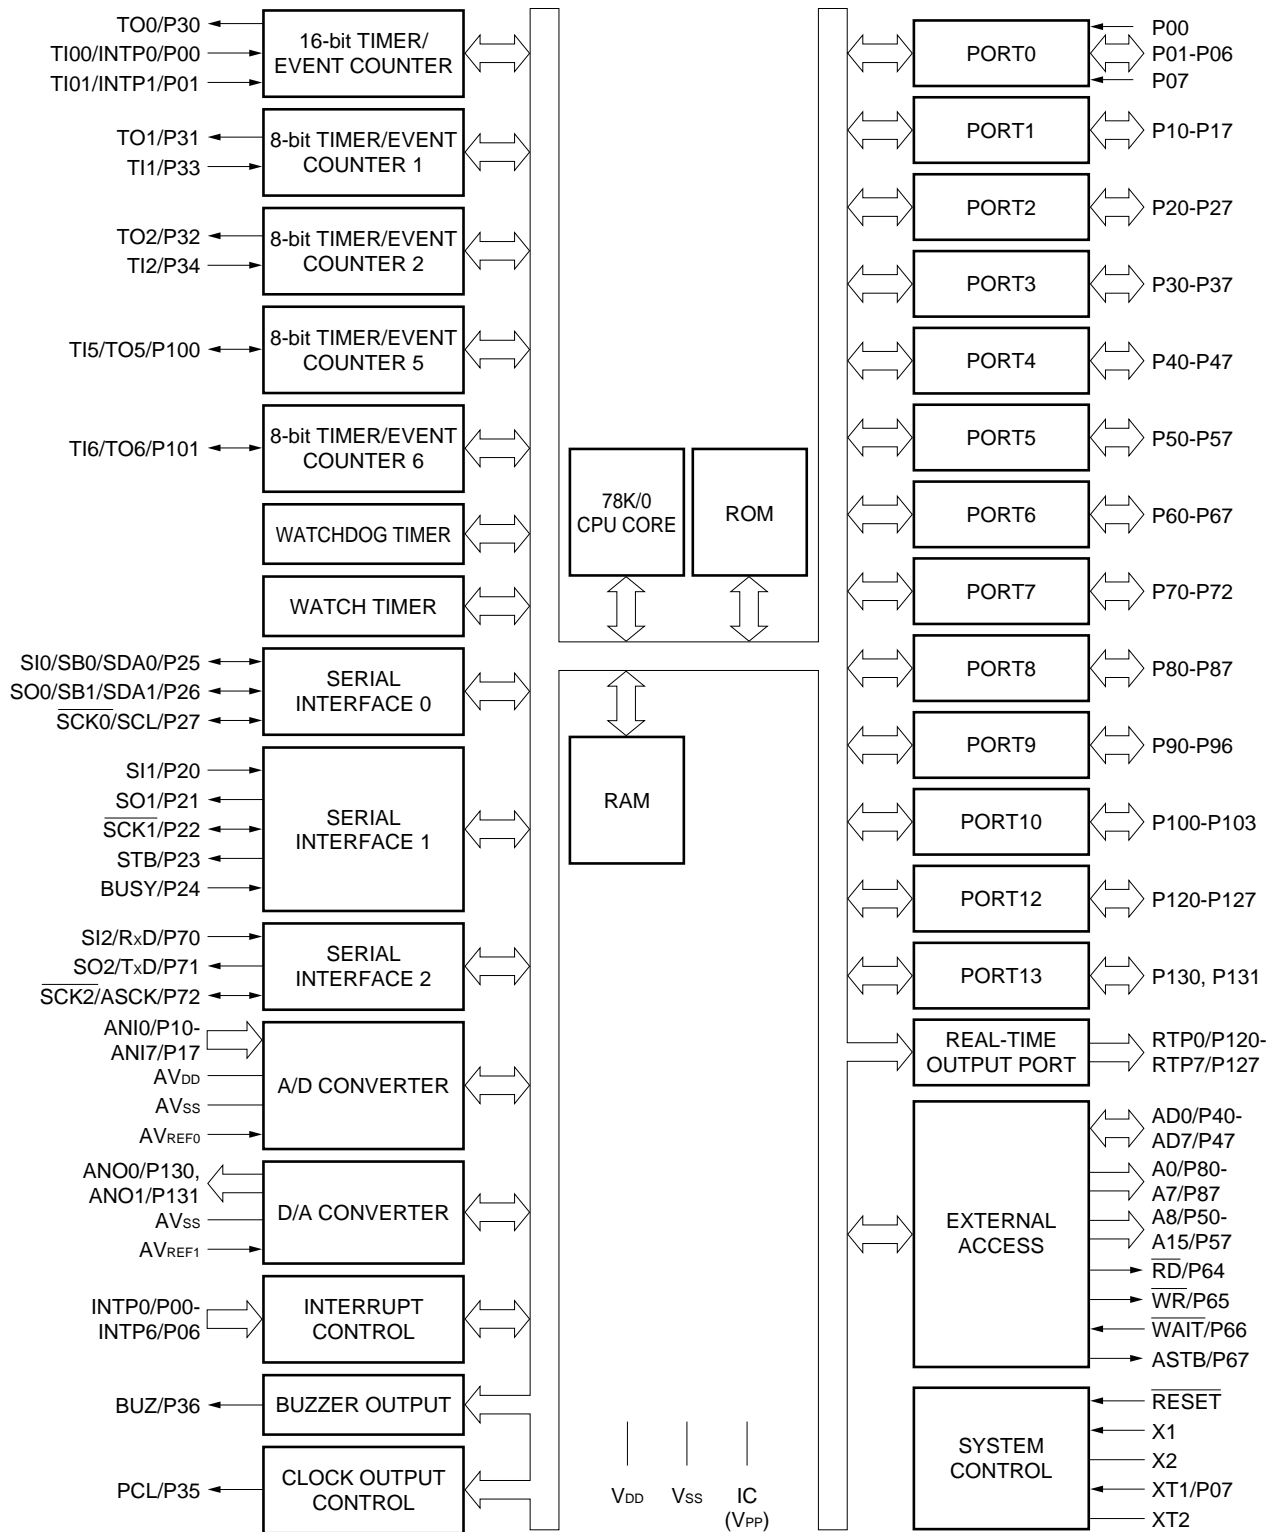 TO0/P30
TI00/INTP0/P00
TI01/INTP1/P01
16-bit TIMER/
EVENT COUNTER
TO1/P31
TI1/P33
8-bit TIMER/EVENT
COUNTER 1
TO2/P32
TI2/P34
8-bit TIMER/EVENT
COUNTER 2
TI5/TO5/P100
8-bit TIMER/EVENT
COUNTER 5
TI6/TO6/P101
8-bit TIMER/EVENT
COUNTER 6
WATCHDOG TIMER
WATCH TIMER
SI0/SB0/SDA0/P25
SO0/SB1/SDA1/P26
SCK0/SCL/P27
SERIAL
INTERFACE 0
SI1/P20
SO1/P21
SCK1/P22
STB/P23
BUSY/P24
SERIAL
INTERFACE 1
SI2/RxD/P70
SO2/TxD/P71
SCK2/ASCK/P72
SERIAL
INTERFACE 2
ANI0/P10-
ANI7/P17
AVDD
AVSS
AVREF0
A/D CONVERTER
ANO0/P130,
ANO1/P131
AVSS
AVREF1
D/A CONVERTER
INTP0/P00-
INTP6/P06
INTERRUPT
CONTROL
BUZ/P36
BUZZER OUTPUT
PCL/P35
CLOCK OUTPUT
CONTROL
78K/0
CPU CORE
ROM
RAM
VDD
VSS
IC
(VPP)
PORT0
P00
P01-P06
P07
PORT1
P10-P17
PORT2
P20-P27
PORT3
P30-P37
PORT4
P40-P47
PORT5
P50-P57
PORT6
P60-P67
PORT7
P70-P72
PORT8
P80-P87
PORT9
P90-P96
PORT10
P100-P103
PORT12
P120-P127
PORT13
P130, P131
REAL-TIME
OUTPUT PORT
RTP0/P120-
RTP7/P127
EXTERNAL
ACCESS
AD0/P40-
AD7/P47
A0/P80-
A7/P87
A8/P50-
A15/P57
RD/P64
WR/P65
WAIT/P66
ASTB/P67
SYSTEM
CONTROL
RESET
X1
X2
XT1/P07
XT2